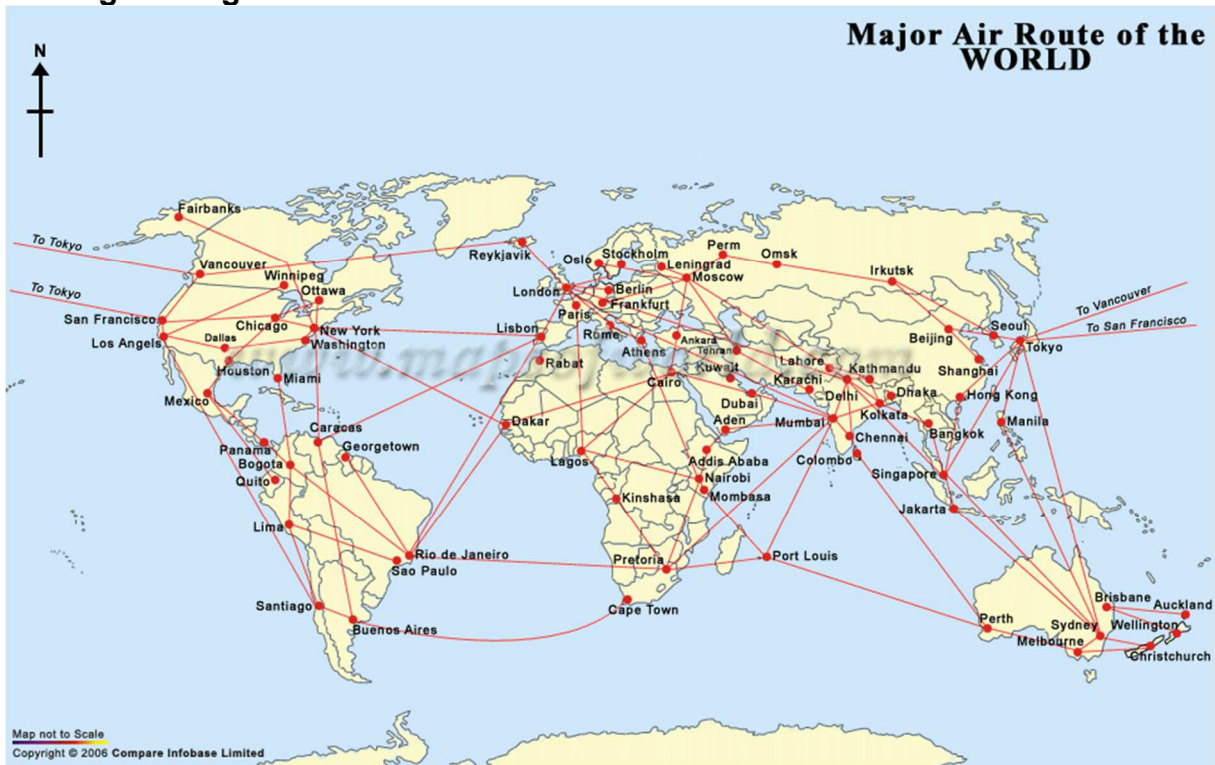 Major Air Route of the
WORLD
N
Fairbanks
To Tokyo
Vancouver
Reykjavik
Oslo
Stockholm
Perm
Omsk
Leningrad
Moscow
Irkutsk
Winnipeg
Ottawa
London
Berlin
Frankfurt
Paris
To Tokyo
San Francisco
Chicago
New York
Los Angels
Dallas
Washington
Lisbon
Rome
Athens
Ankara
Tehran
Beijing
Seoul
Tokyo
To Vancouver
To San Francisco
Houston
Miami
Mexico
Rabat
Cairo
Kuwait
Lahore
Kathmandu
Shanghai
Karachi
Delhi
Dhaka
Hong Kong
Dubai
Kolkata
Caracas
Georgetown
Dakar
Aden
Mumbai
Chennai
Bangkok
Manila
Panama
Bogota
Quito
Lagos
Addis Ababa
Colombo
Singapore
Nairobi
Mombasa
Kinshasa
Jakarta
Lima
Rio de Janeiro
Sao Paulo
Pretoria
Port Louis
Santiago
Buenos Aires
Cape Town
Perth
Brisbane
Auckland
Sydney
Wellington
Melbourne
Christchurch
Map not to Scale
Copyright © 2006 Compare Infobase Limited